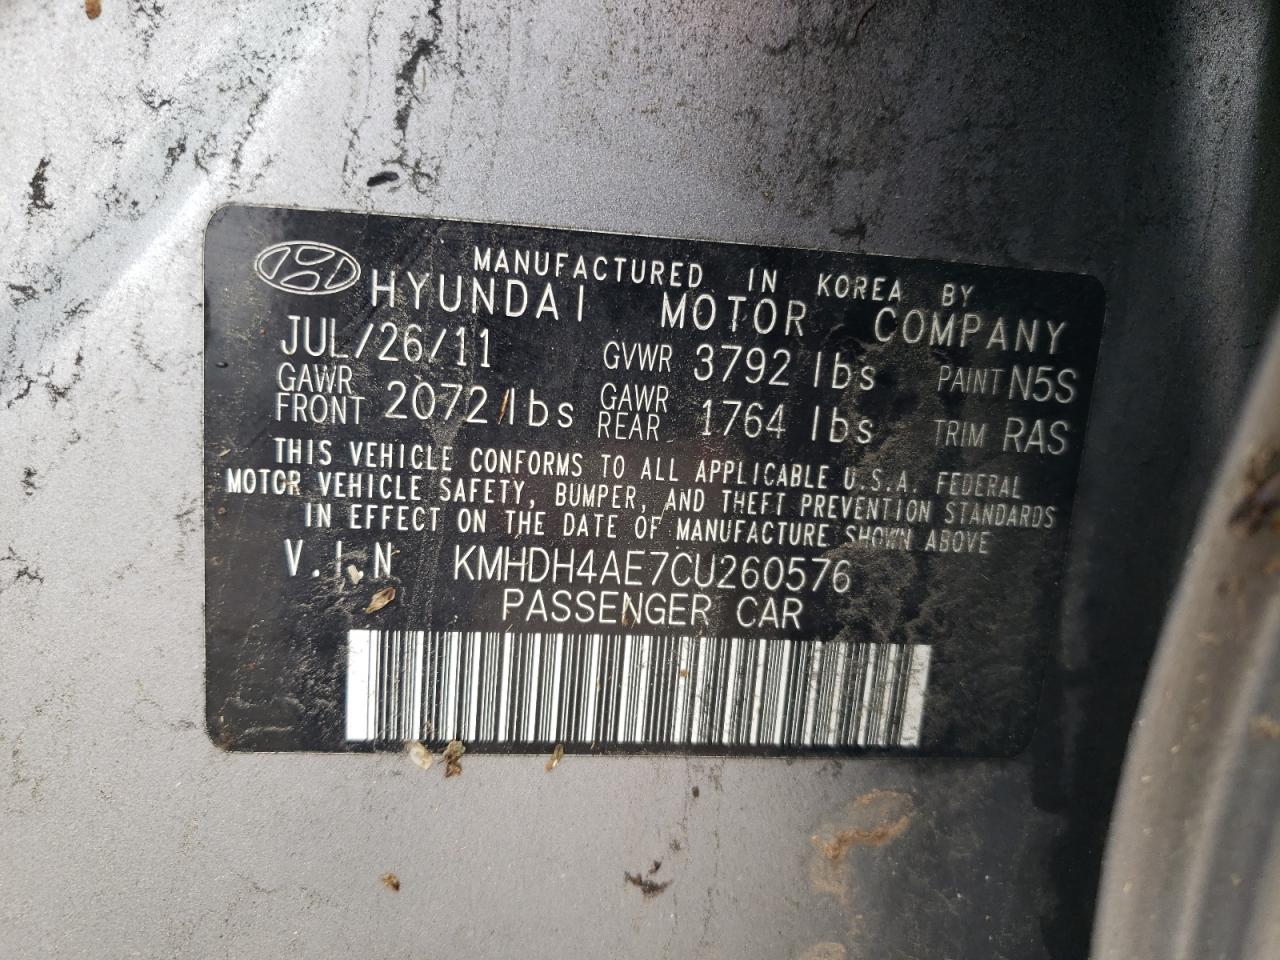 MANUFACTURED IN KOREA BY
HYUNDAI MOTOR COMPANY
JUL/26/11 GVWR 3792 lbs PAINT N5S
GAWR FRONT 2072 lbs GAWR REAR 1764 lbs TRIM RAS
THIS VEHICLE CONFORMS TO ALL APPLICABLE U.S.A. FEDERAL
MOTOR VEHICLE SAFETY, BUMPER, AND THEFT PREVENTION STANDARDS
IN EFFECT ON THE DATE OF MANUFACTURE SHOWN ABOVE
V.I.N KMHDH4AE7CU260576
PASSENGER CAR